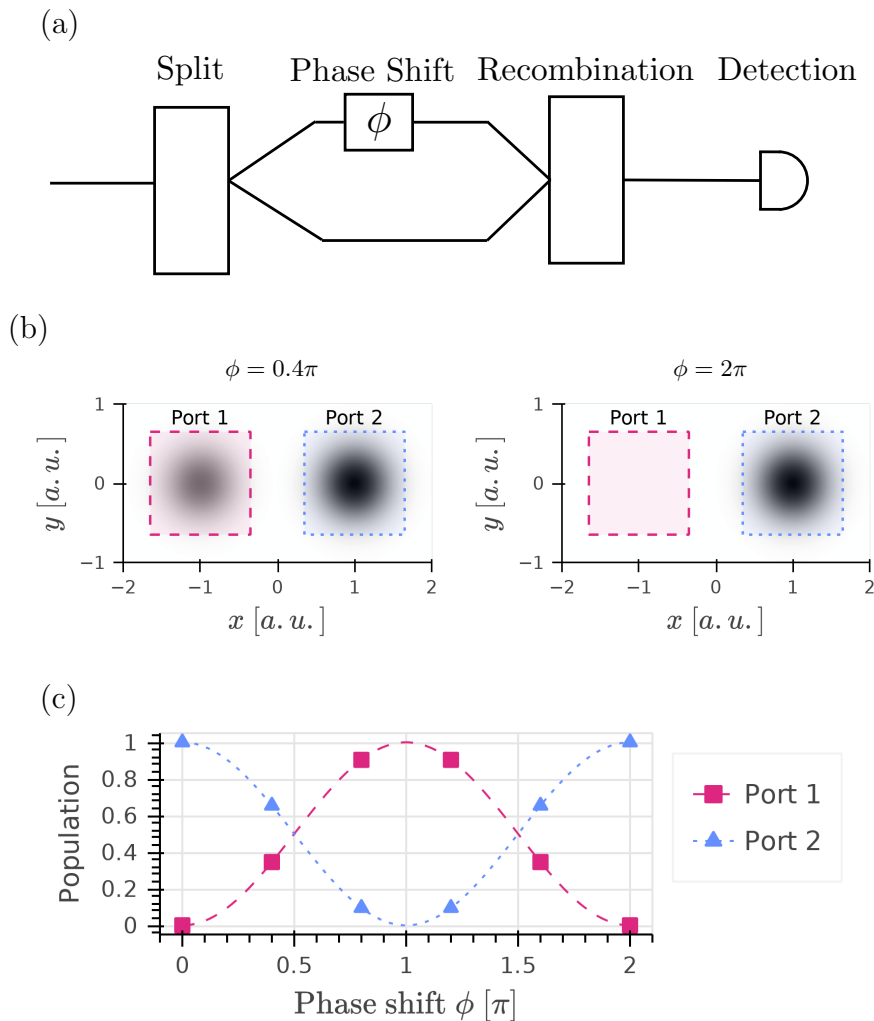 (a)
Split Phase Shift Recombination Detection
ϕ
(b)
ϕ = 0.4π
ϕ = 2π
Port 1 Port 2
1
0
−1
y [a. u.]
−2 −1 0 1 2
x [a. u.]
Port 1 Port 2
1
0
−1
y [a. u.]
−2 −1 0 1 2
x [a. u.]
(c)
1
0.8
0.6
0.4
0.2
0
Population
0 0.5 1 1.5 2
Phase shift ϕ [π]
Port 1
Port 2